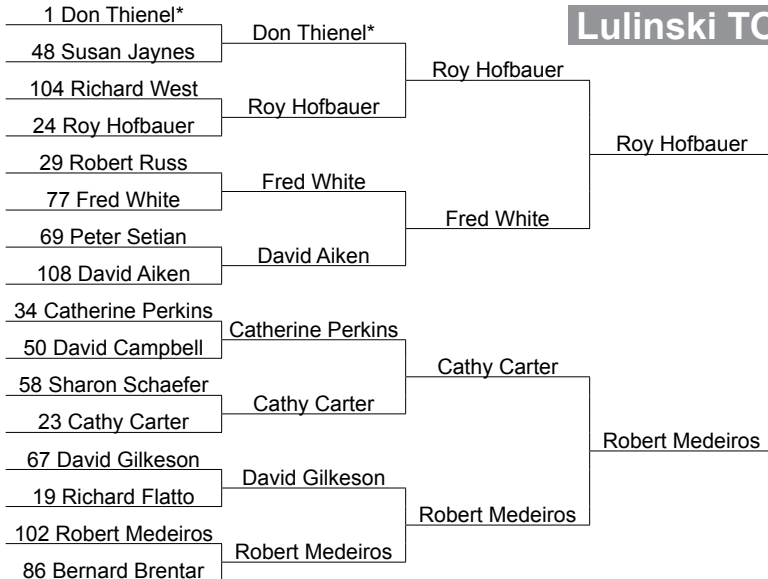 1 Don Thienel*
48 Susan Jaynes
104 Richard West
24 Roy Hofbauer
29 Robert Russ
77 Fred White
69 Peter Setian
108 David Aiken
34 Catherine Perkins
50 David Campbell
58 Sharon Schaefer
23 Cathy Carter
67 David Gilkeson
19 Richard Flatto
102 Robert Medeiros
86 Bernard Brentar
Don Thienel*
Roy Hofbauer
Fred White
David Aiken
Catherine Perkins
Cathy Carter
David Gilkeson
Robert Medeiros
Roy Hofbauer
Fred White
Cathy Carter
Robert Medeiros
Lulinski
Roy Hofbauer
Robert Medeiros